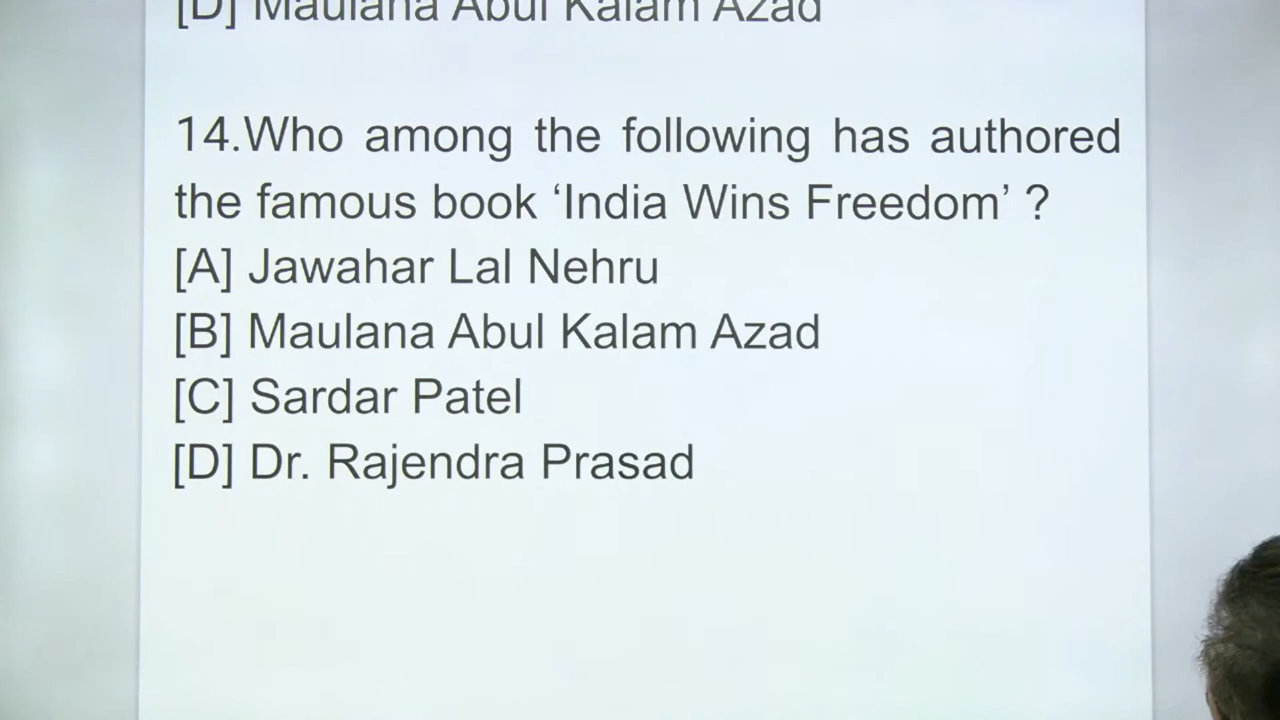 [D] Maulana Abul Kalam Azad
14.Who among the following has authored
the famous book ‘India Wins Freedom’ ?
[A] Jawahar Lal Nehru
[B] Maulana Abul Kalam Azad
[C] Sardar Patel
[D] Dr. Rajendra Prasad